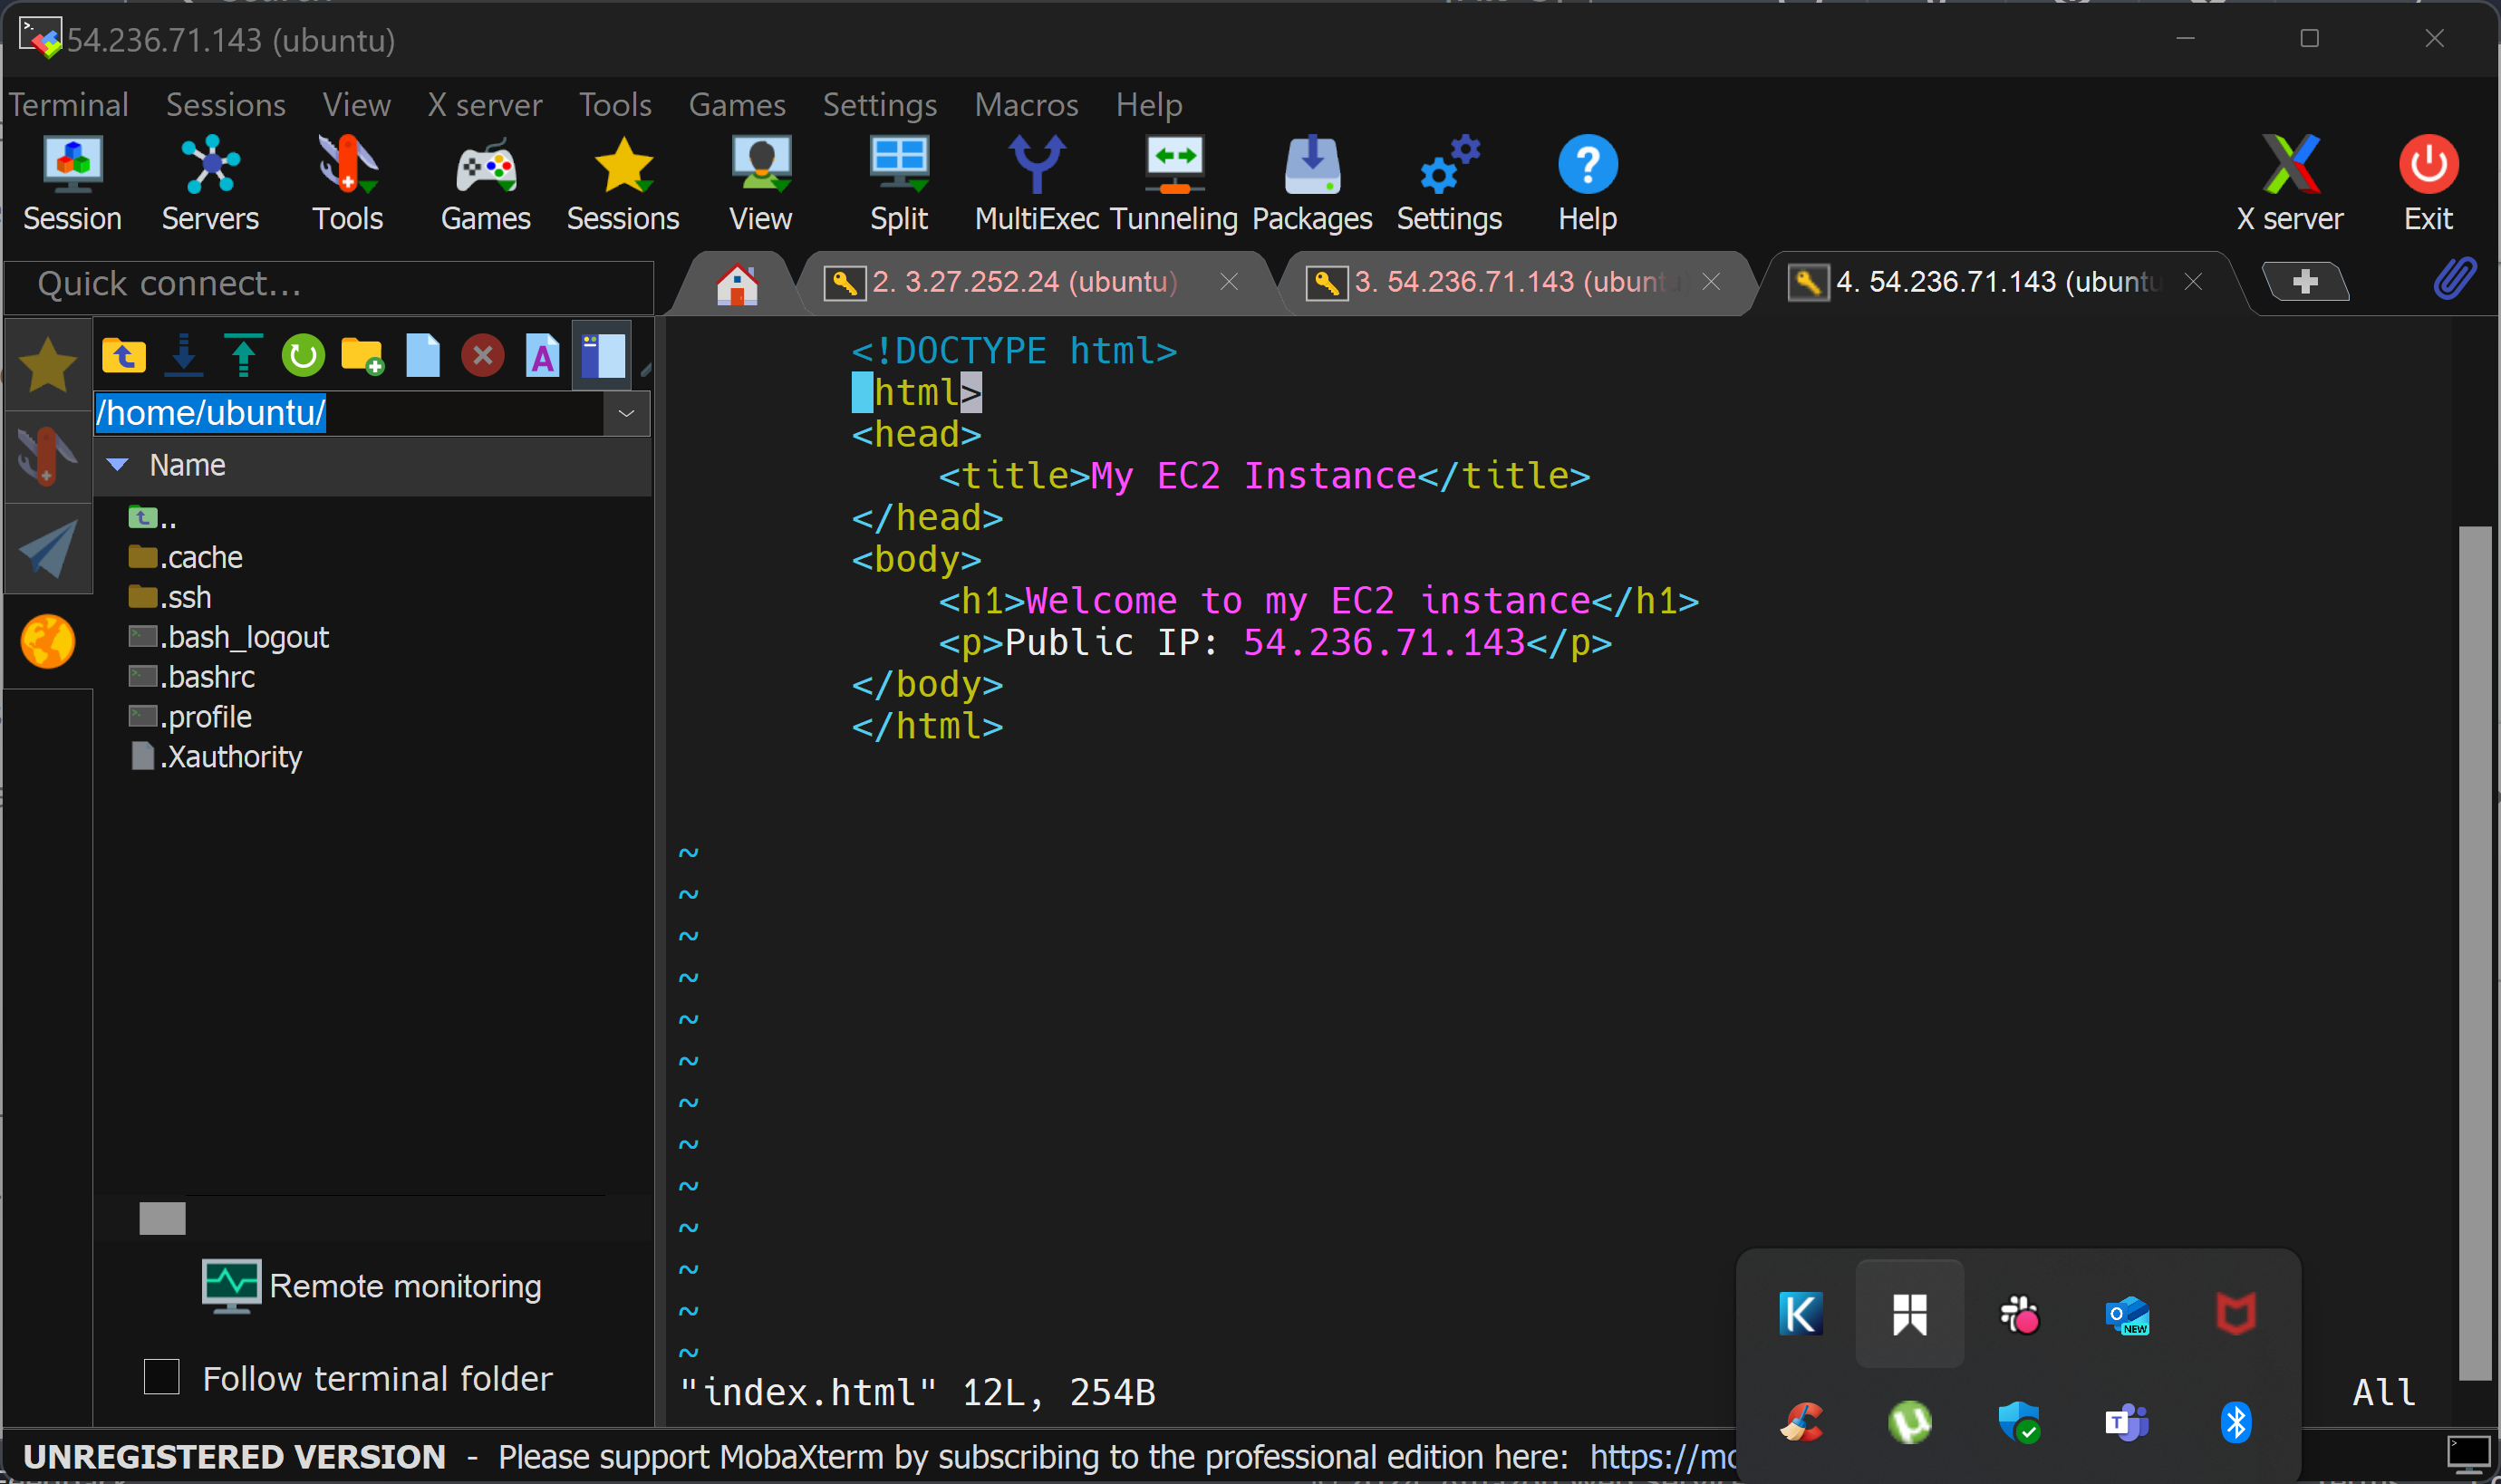 54.236.71.143 (ubuntu)
Terminal Sessions View X server Tools Games Settings Macros Help
Session Servers Tools Games Sessions View Split MultiExec Tunneling Packages Settings Help X server Exit
Quick connect...
2. 3.27.252.24 (ubuntu)
3. 54.236.71.143 (ubuntu
4. 54.236.71.143 (ubuntu
/home/ubuntu/
Name
..
.cache
.ssh
.bash_logout
.bashrc
.profile
.Xauthority
Remote monitoring
Follow terminal folder
<!DOCTYPE html>
html>
<head>
<title>My EC2 Instance</title>
</head>
<body>
<h1>Welcome to my EC2 instance</h1>
<p>Public IP: 54.236.71.143</p>
</body>
</html>
~
~
~
~
~
~
~
~
~
~
~
~
~
"index.html" 12L, 254B All
NEW
UNREGISTERED VERSION - Please support MobaXterm by subscribing to the professional edition here: https://mo